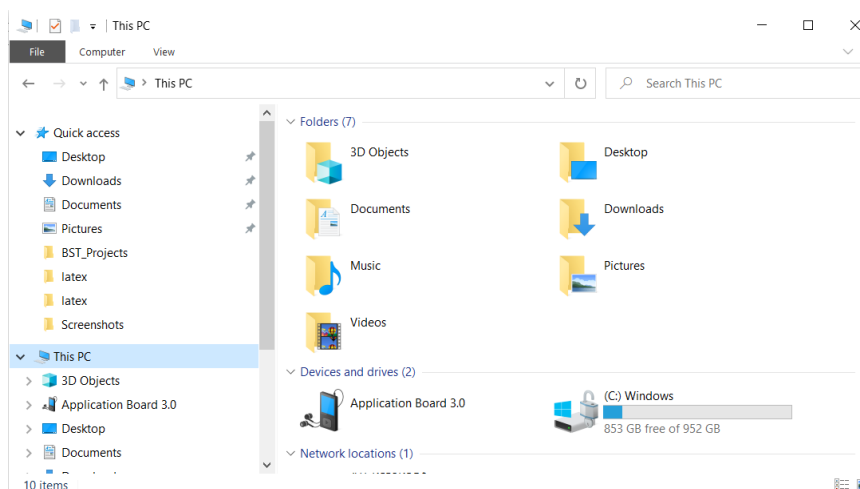 This PC
File Computer View
This PC
Search This PC
Quick access
Desktop
Downloads
Documents
Pictures
BST_Projects
latex
latex
Screenshots
This PC
3D Objects
Application Board 3.0
Desktop
Documents
Folders (7)
3D Objects
Desktop
Documents
Downloads
Music
Pictures
Videos
Devices and drives (2)
Application Board 3.0
(C:) Windows
853 GB free of 952 GB
Network locations (1)
10 items